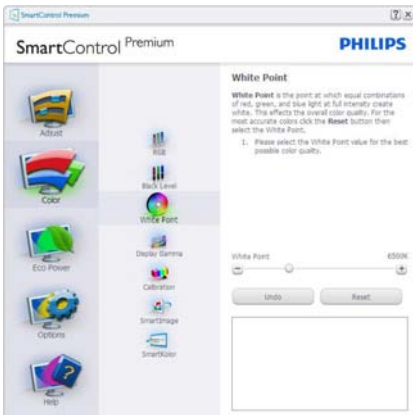 SmartControl Premium
SmartControl Premium
PHILIPS
Adjust
Color
Eco Power
Options
Help
RGB
Black Level
White Point
Display Gamma
Calibration
SmartImage
SmartKolor
White Point
White Point is the point at which equal combinations
of red, green, and blue light at full intensity create
white. This effects the overall color quality. For the
most accurate colors click the Reset button then
select the White Point.
1. Please select the White Point value for the best
possible color quality.
White Point 6500K
Undo Reset